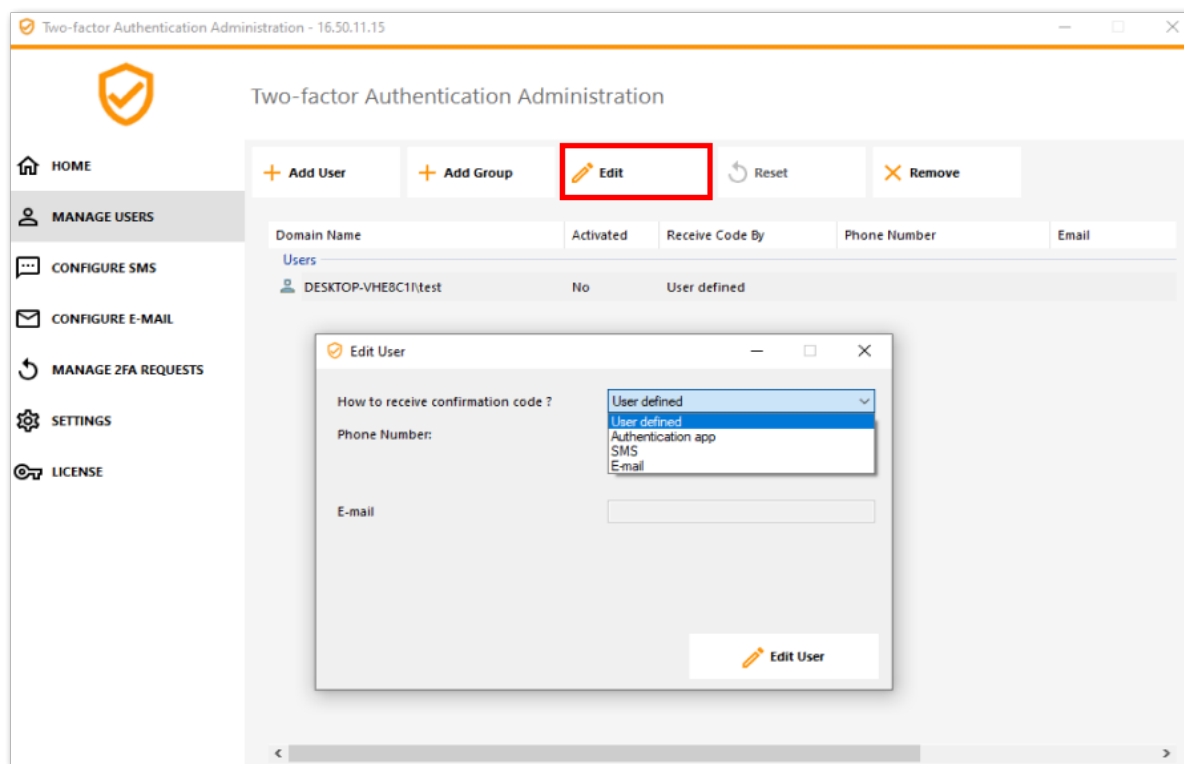 Two-factor Authentication Administration - 16.50.11.15
Two-factor Authentication Administration
HOME
MANAGE USERS
CONFIGURE SMS
CONFIGURE E-MAIL
MANAGE 2FA REQUESTS
SETTINGS
LICENSE
Add User
Add Group
Edit
Reset
Remove
Domain Name Activated Receive Code By Phone Number Email
Users
DESKTOP-VHE8C1I\test No User defined
Edit User
How to receive confirmation code ? User defined
User defined
Authentication app
SMS
E-mail
Phone Number:
E-mail
Edit User